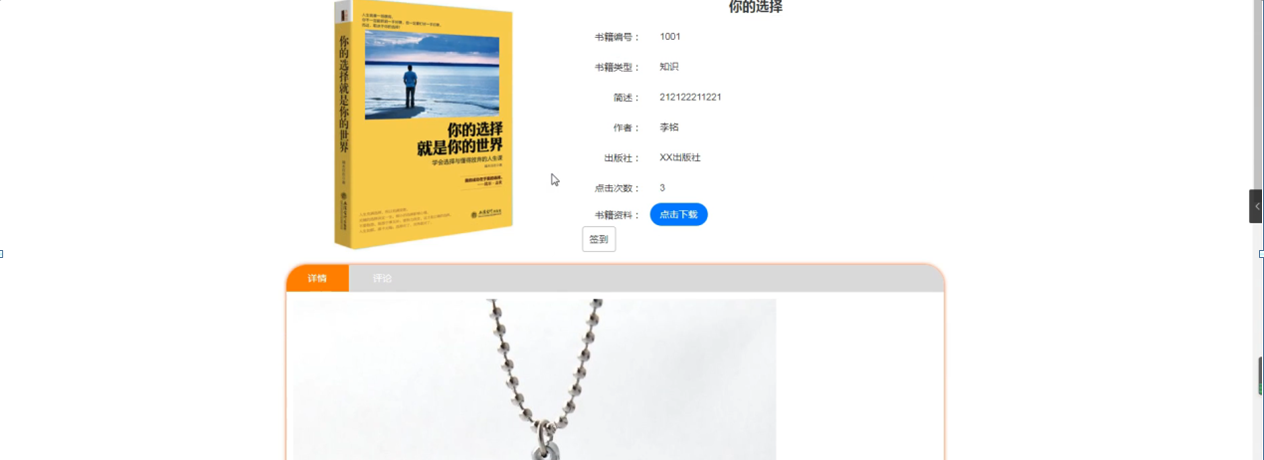 你的选择
书籍编号： 1001
书籍类型： 知识
简述： 212122211221
作者： 李铭
出版社： XX出版社
点击次数： 3
书籍资料： 点击下载
签到
你的选择就是你的世界
你的选择
就是你的世界
学会选择与懂得放弃的人生课
详情 评论